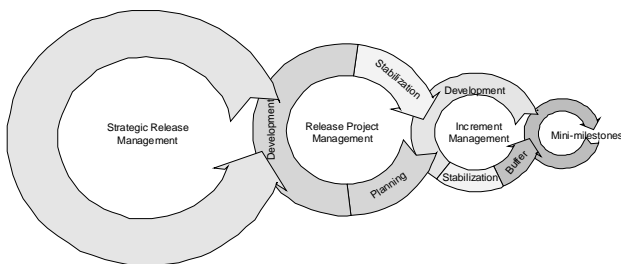 Strategic Release
Management
Development
Release Project
Management
Stabilization
Planning
Development
Increment
Management
Stabilization
Buffer
Mini-milestones